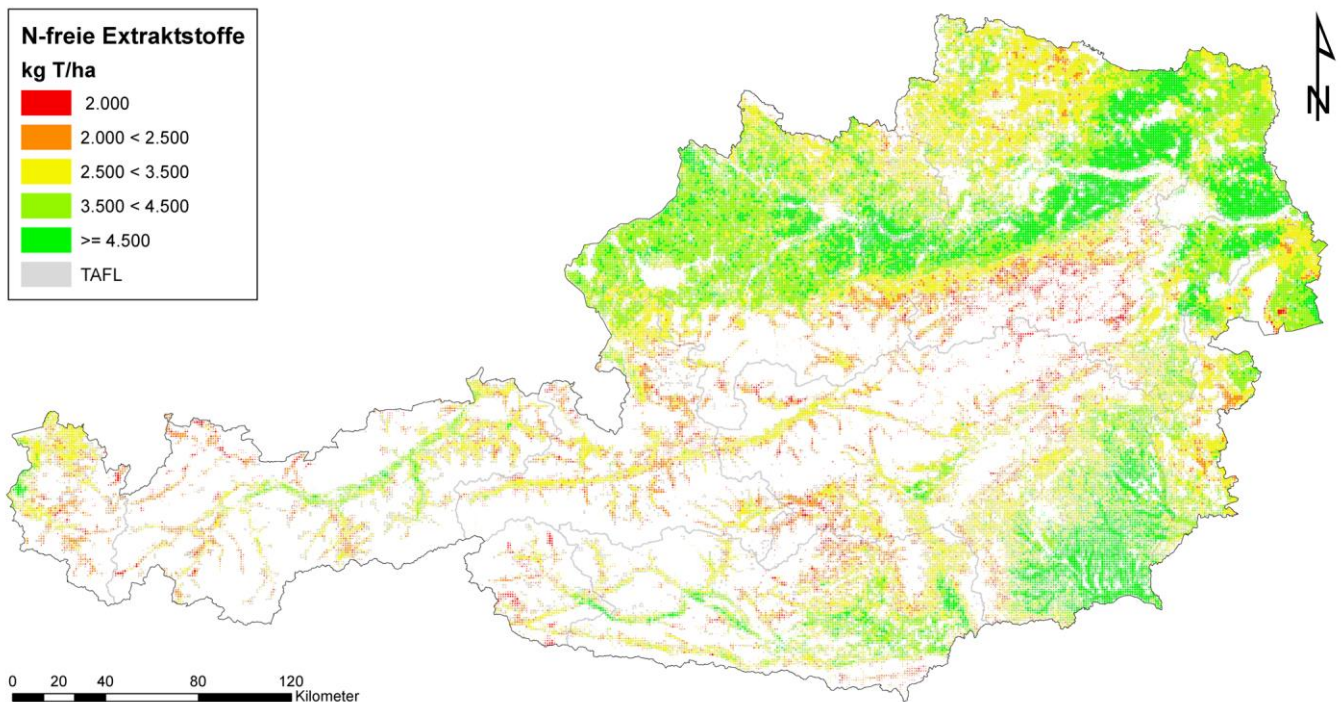 N-freie Extraktstoffe
kg T/ha
2.000
2.000 < 2.500
2.500 < 3.500
3.500 < 4.500
>= 4.500
TAFL
N
0 20 40 80 120
Kilometer